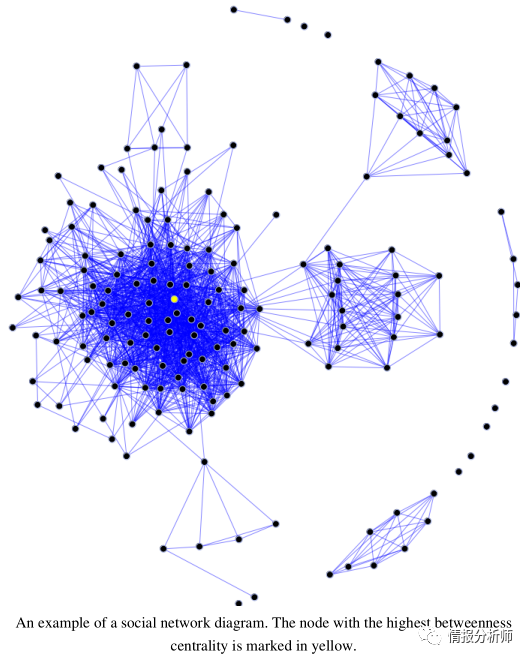 An example of a social network diagram. The node with the highest betweenness
centrality is marked in yellow.
情报分析师